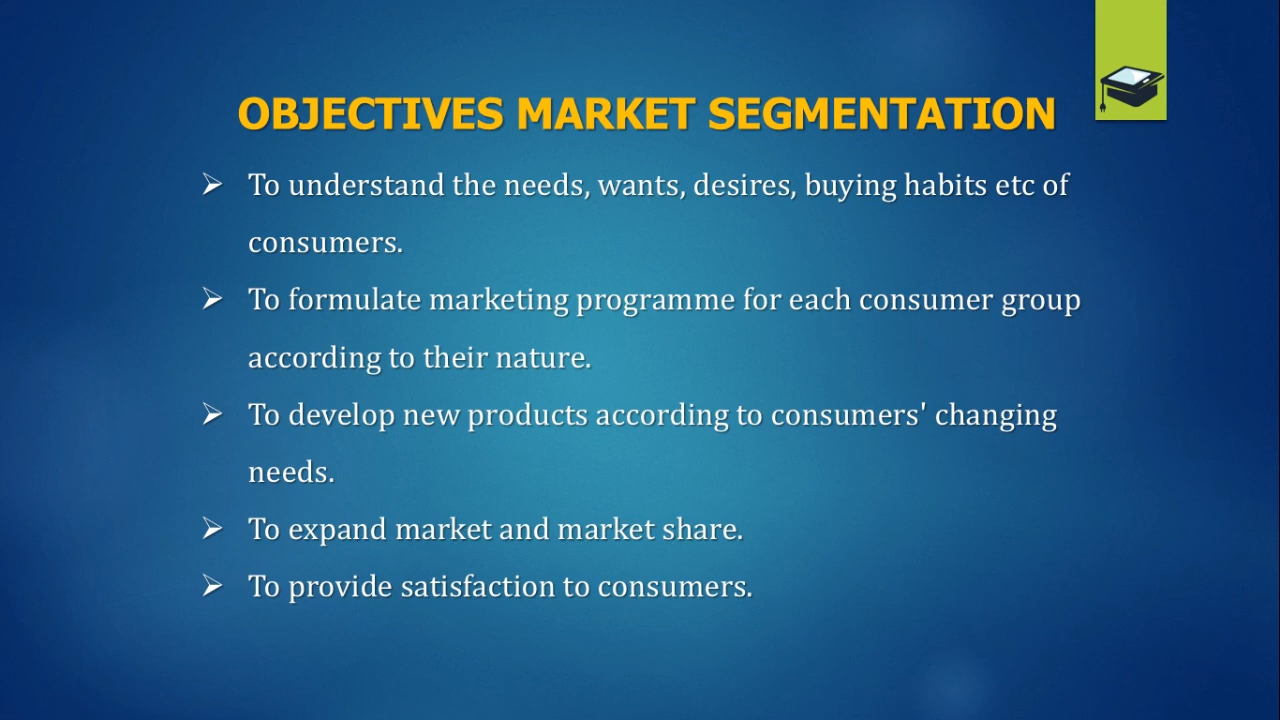 OBJECTIVES MARKET SEGMENTATION
To understand the needs, wants, desires, buying habits etc of
consumers.
To formulate marketing programme for each consumer group
according to their nature.
To develop new products according to consumers' changing
needs.
To expand market and market share.
To provide satisfaction to consumers.